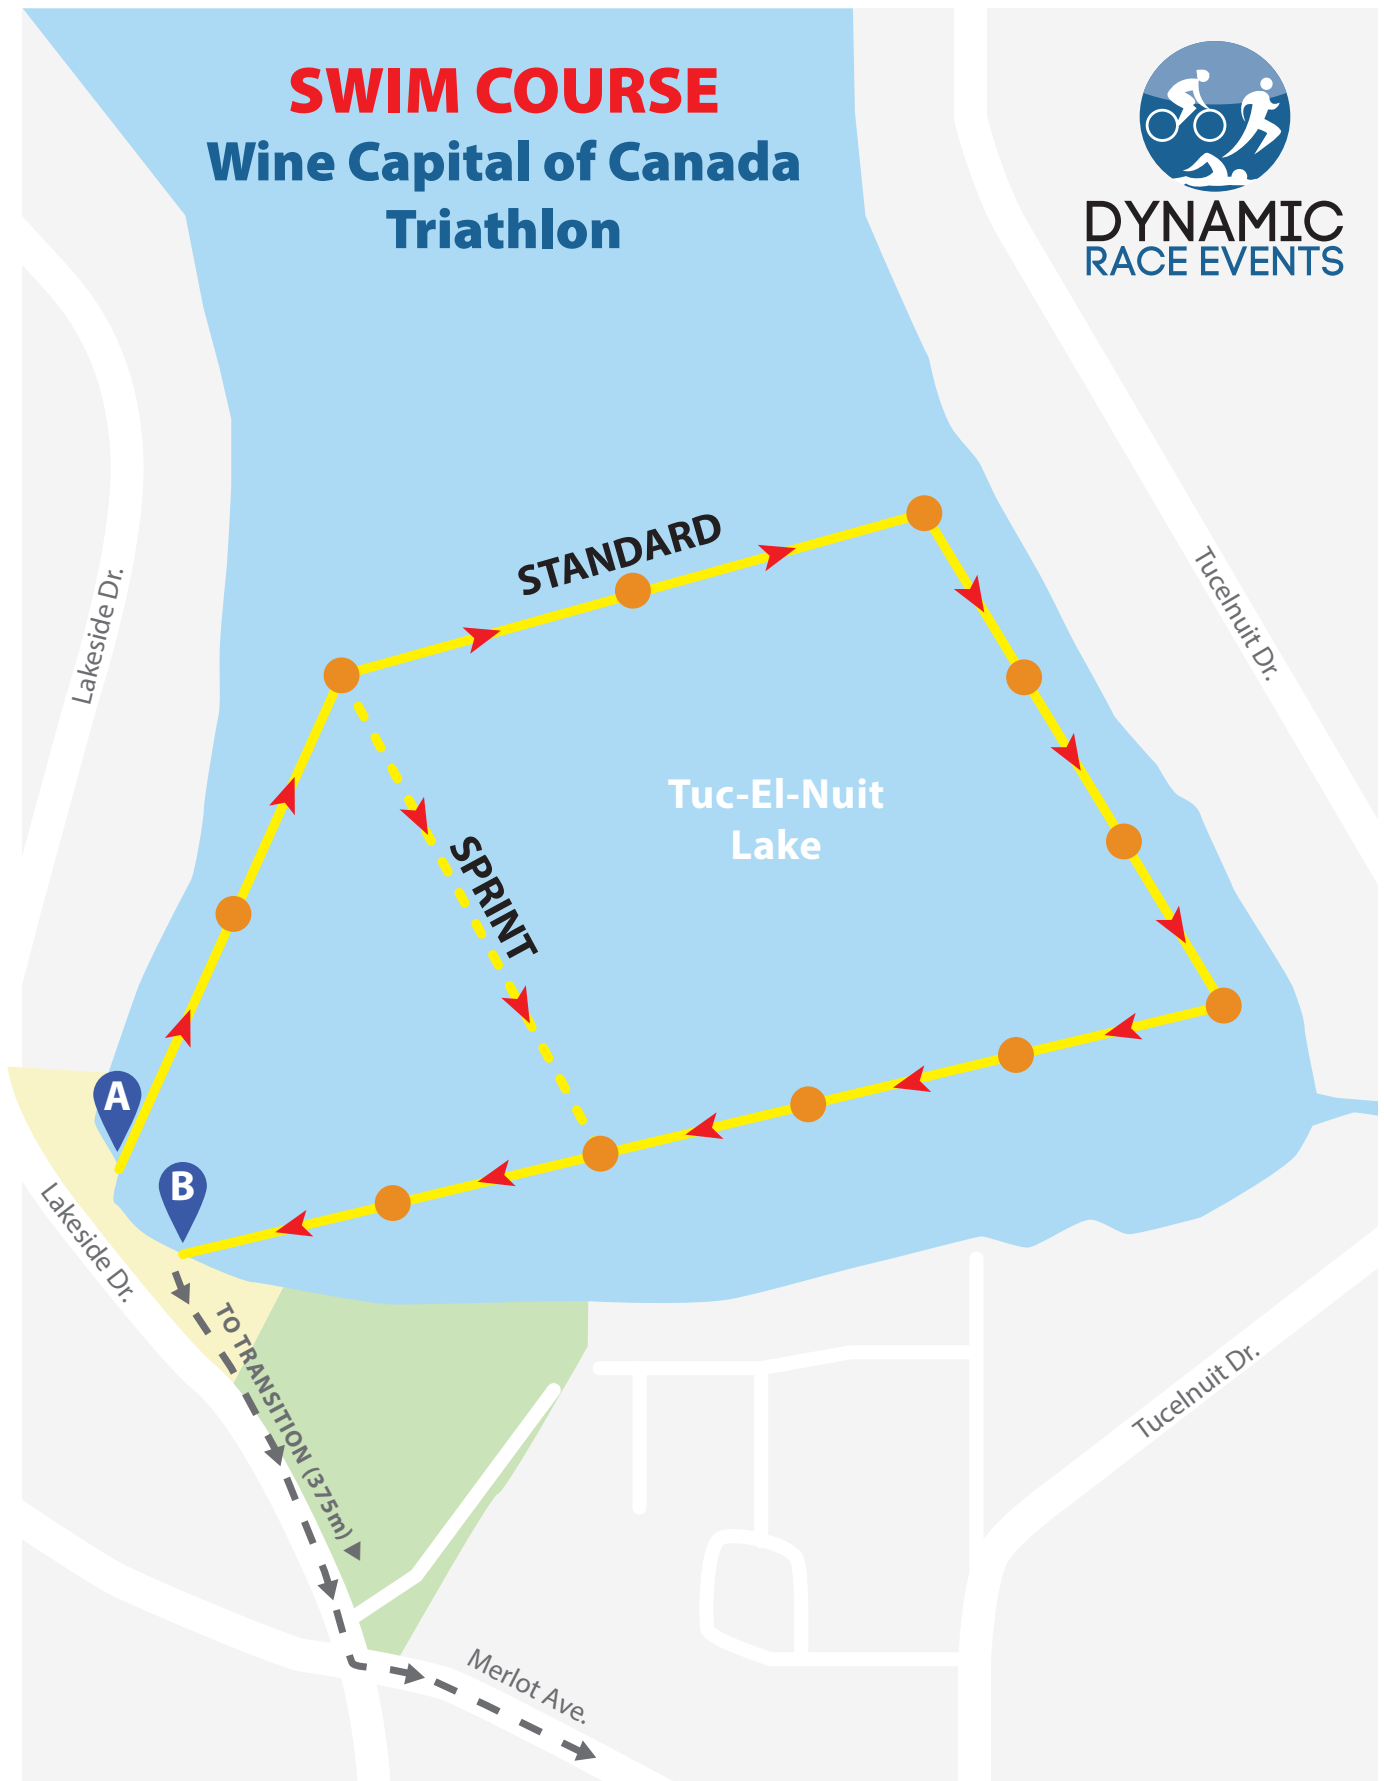 SWIM COURSE
Wine Capital of Canada
Triathlon
DYNAMIC
RACE EVENTS
STANDARD
Tucelnuit Dr.
Lakeside Dr.
Tuc-El-Nuit
Lake
SPRINT
A
B
Lakeside Dr.
TO TRANSITION (375m)
Tucelnuit Dr.
Merlot Ave.